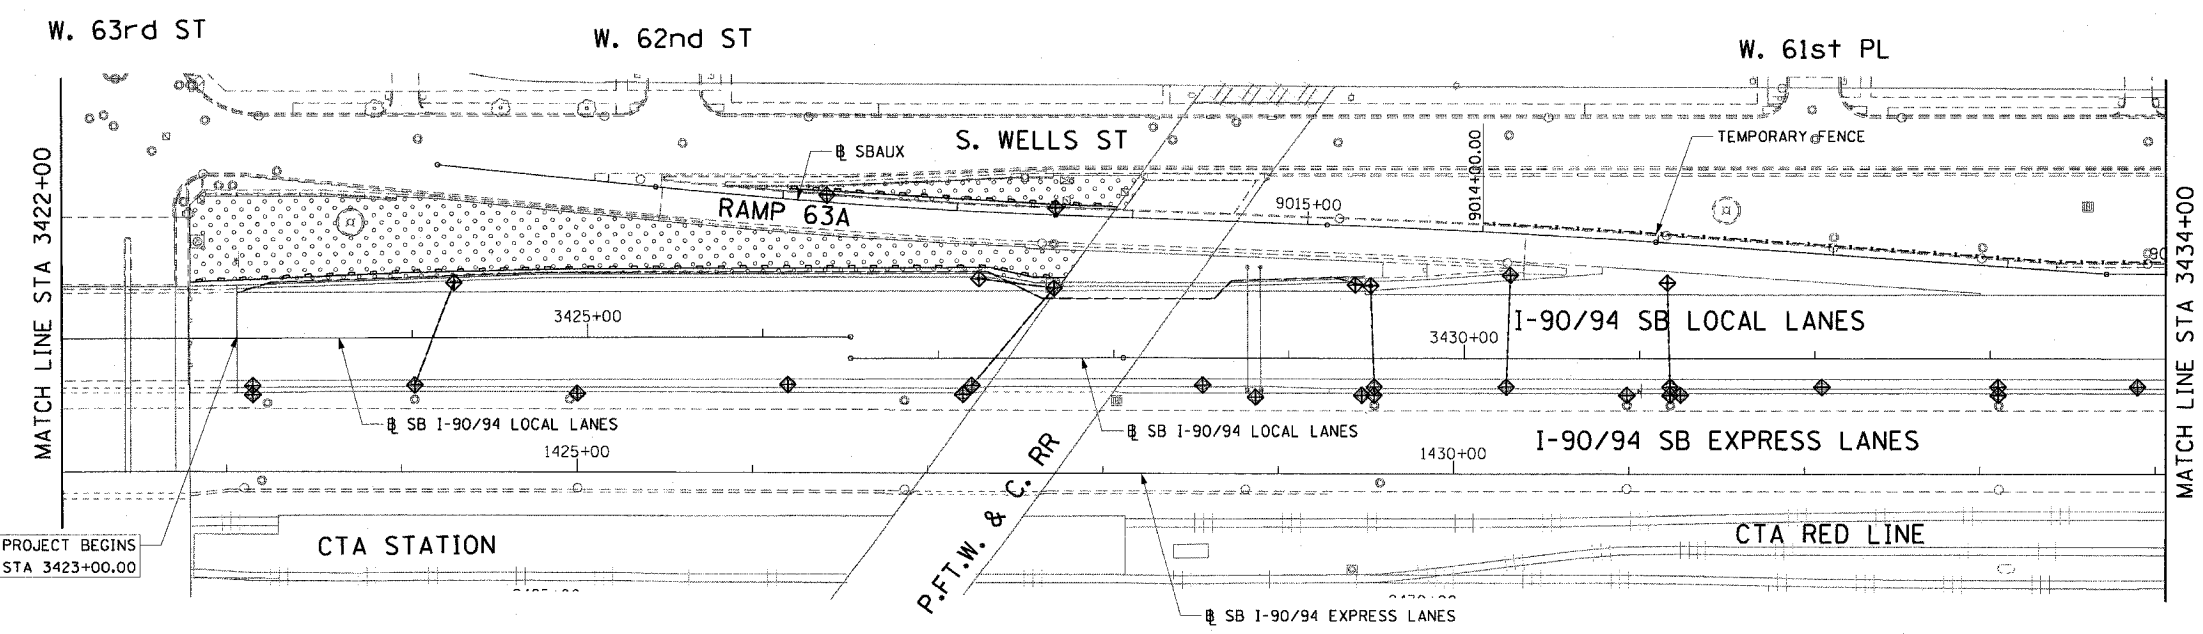 W. 63rd ST
W. 62nd ST
W. 61st PL
S. WELLS ST
TEMPORARY FENCE
℄ SBAUX
RAMP 63A
9015+00
9014+00.00
90
MATCH LINE STA 3422+00
MATCH LINE STA 3434+00
3425+00
3430+00
I-90/94 SB LOCAL LANES
℄ SB I-90/94 LOCAL LANES
℄ SB I-90/94 LOCAL LANES
I-90/94 SB EXPRESS LANES
1425+00
1430+00
P.FT.W. & C. RR
PROJECT BEGINS
STA 3423+00.00
CTA STATION
CTA RED LINE
℄ SB I-90/94 EXPRESS LANES